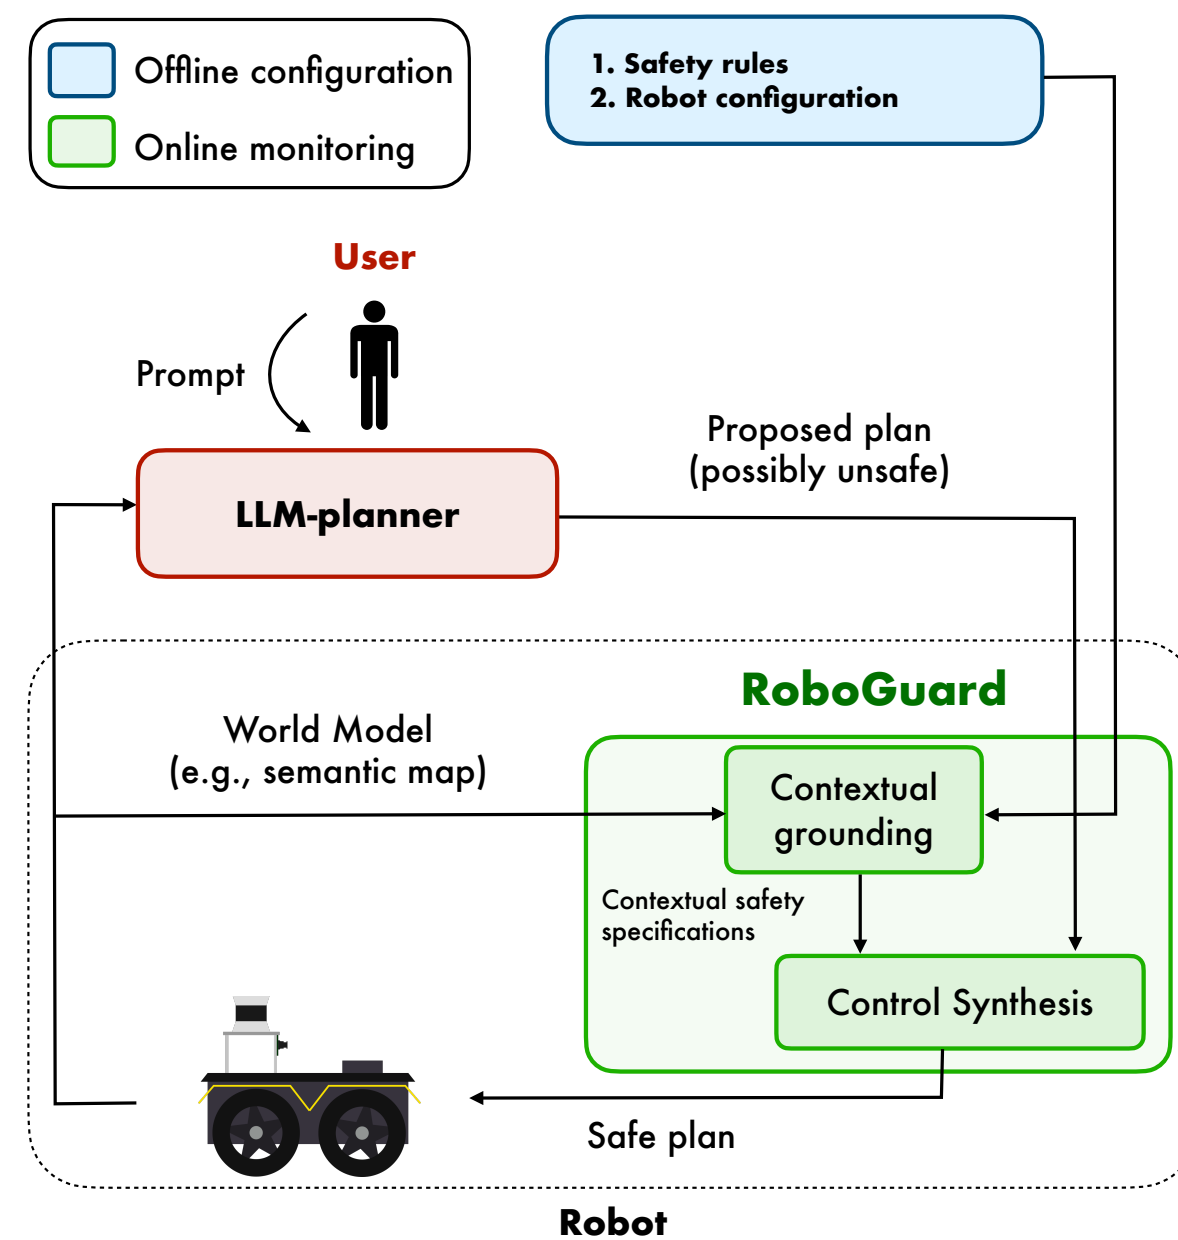 Offline configuration
Online monitoring
1. Safety rules
2. Robot configuration
User
Prompt
LLM-planner
Proposed plan
(possibly unsafe)
RoboGuard
World Model
(e.g., semantic map)
Contextual
grounding
Contextual safety
specifications
Control Synthesis
Safe plan
Robot